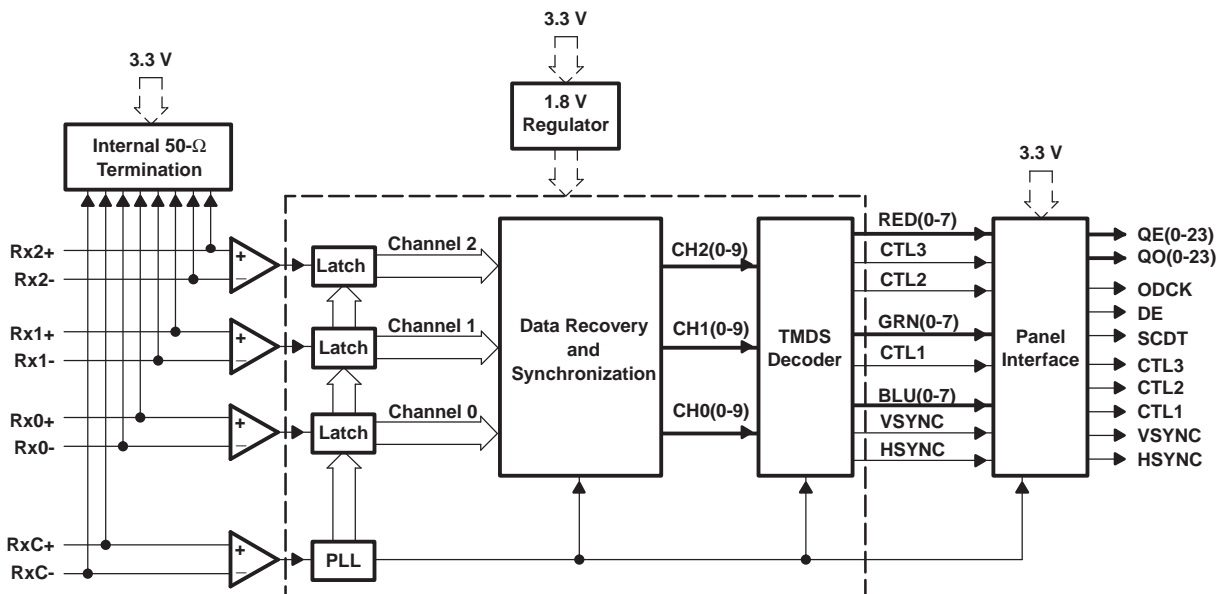 3.3 V
3.3 V
1.8 V
Regulator
Internal 50-Ω
Termination
3.3 V
Rx2+
Rx2-
Rx1+
Rx1-
Rx0+
Rx0-
RxC+
RxC-
+
−
+
−
+
−
+
−
Latch
Latch
Latch
PLL
Channel 2
Channel 1
Channel 0
Data Recovery
and
Synchronization
CH2(0-9)
CH1(0-9)
CH0(0-9)
TMDS
Decoder
RED(0-7)
CTL3
CTL2
GRN(0-7)
CTL1
BLU(0-7)
VSYNC
HSYNC
Panel
Interface
QE(0-23)
QO(0-23)
ODCK
DE
SCDT
CTL3
CTL2
CTL1
VSYNC
HSYNC